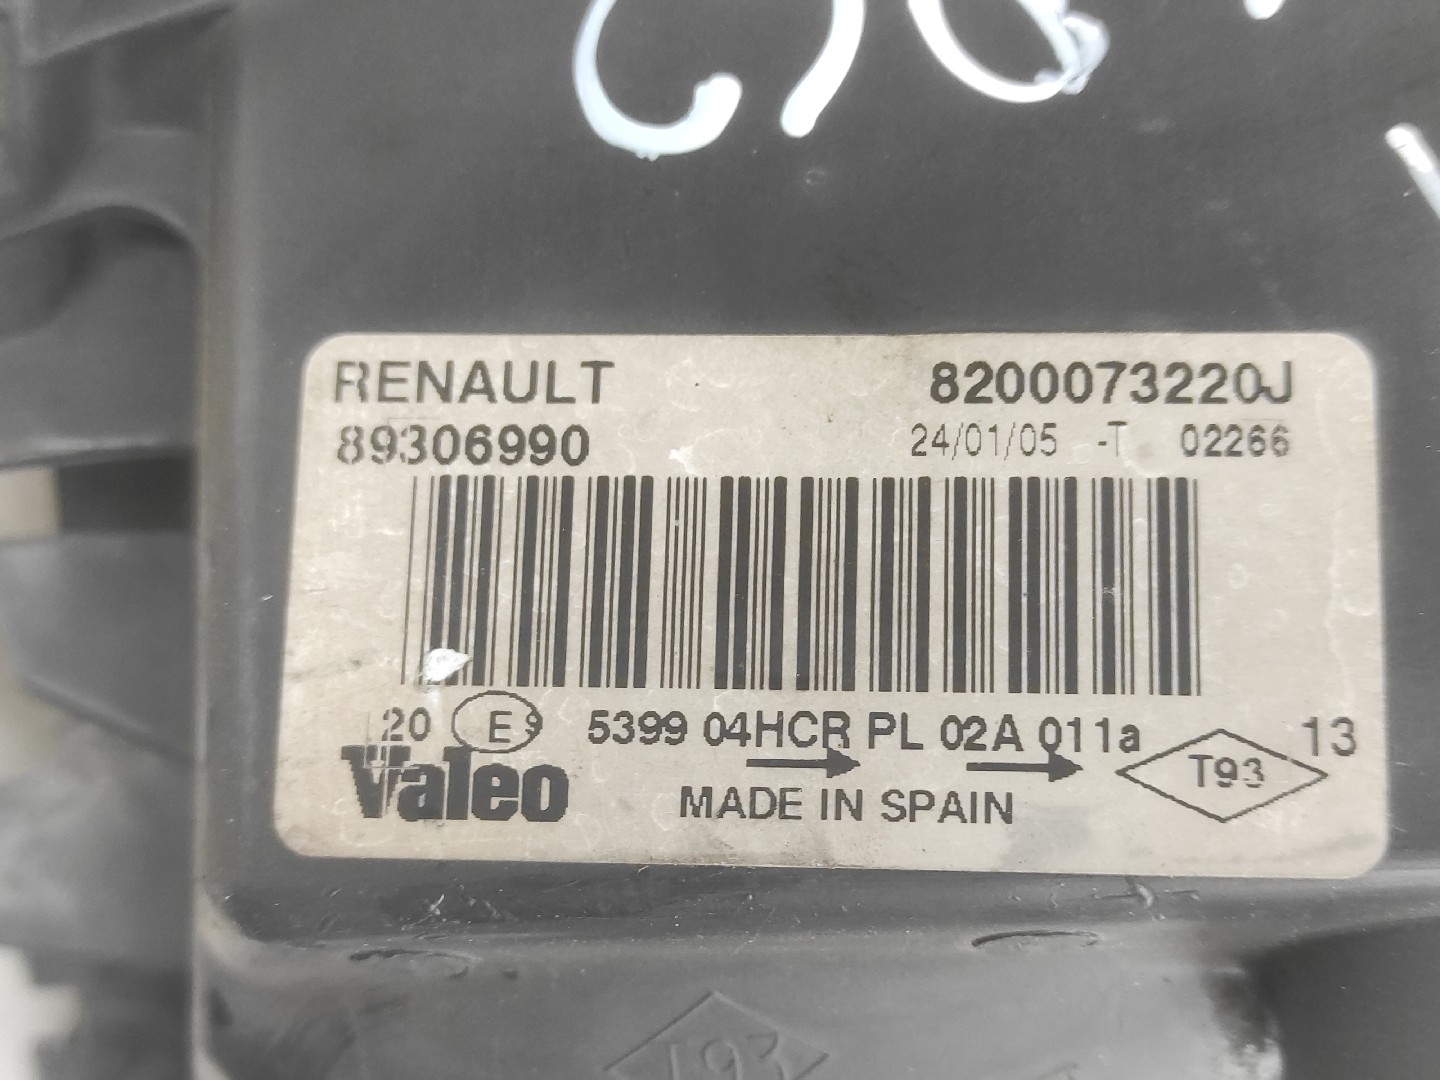 RENAULT 8200073220J
89306990 24/01/05 -T 02266
20 E9 5399 04HCR PL 02A 011a 13
T93
Valeo MADE IN SPAIN
T93